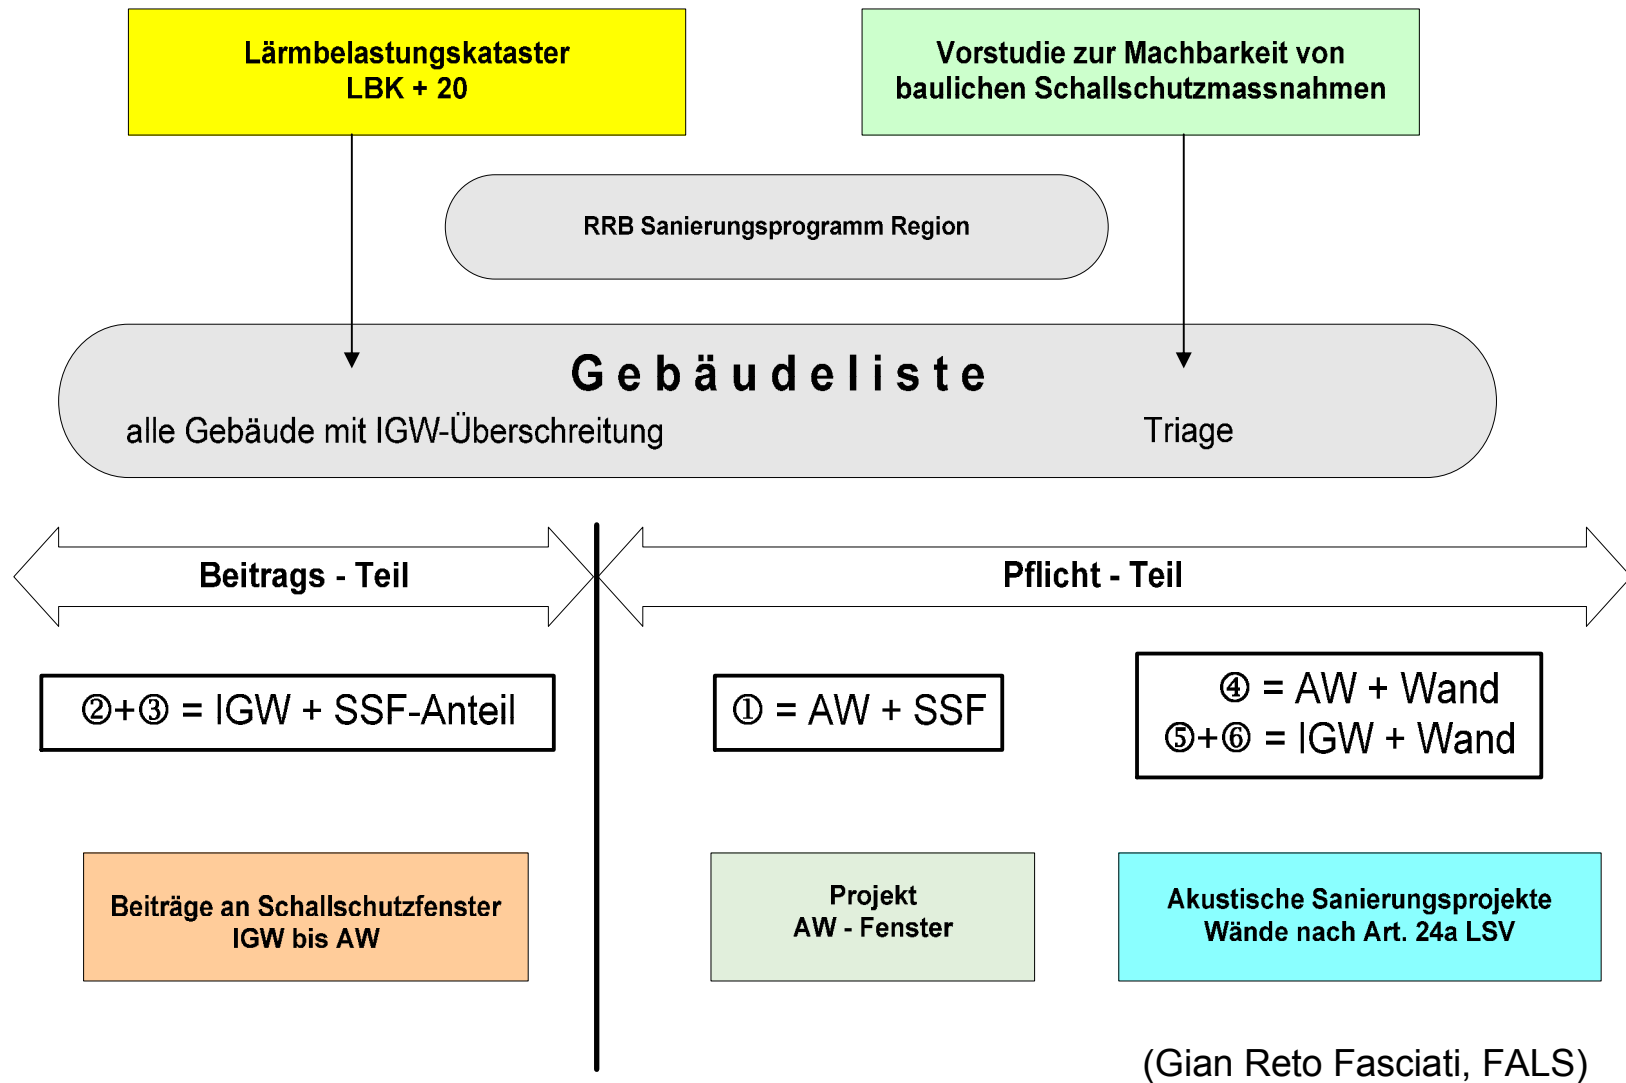 Lärmbelastungskataster
LBK + 20
Vorstudie zur Machbarkeit von
baulichen Schallschutzmassnahmen
RRB Sanierungsprogramm Region
Gebäudeliste
alle Gebäude mit IGW-Überschreitung
Triage
Beitrags - Teil
Pflicht - Teil
②+③ = IGW + SSF-Anteil
① = AW + SSF
④ = AW + Wand
⑤+⑥ = IGW + Wand
Beiträge an Schallschutzfenster
IGW bis AW
Projekt
AW - Fenster
Akustische Sanierungsprojekte
Wände nach Art. 24a LSV
(Gian Reto Fasciati, FALS)